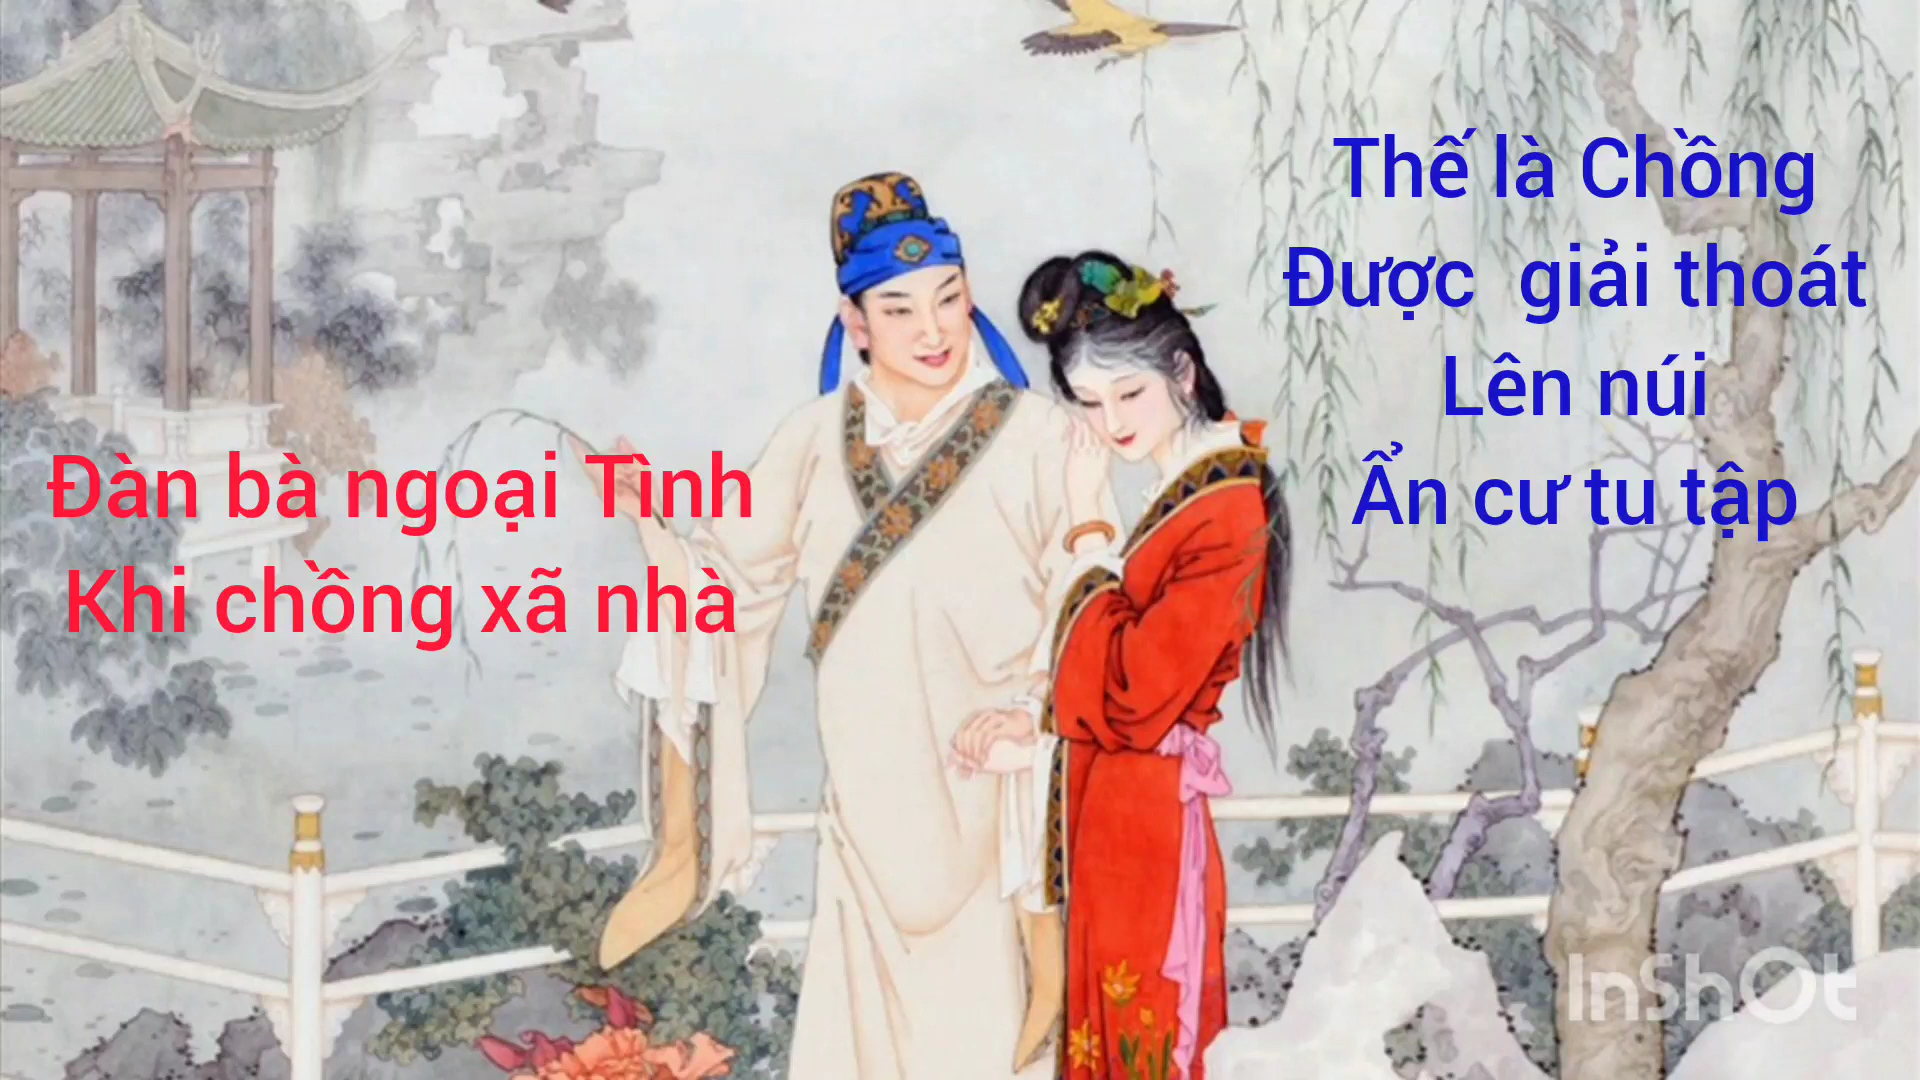 Đàn bà ngoại Tình
Khi chồng xã nhà
Thế là Chồng
Được giải thoát
Lên núi
Ẩn cư tu tập
InShOt